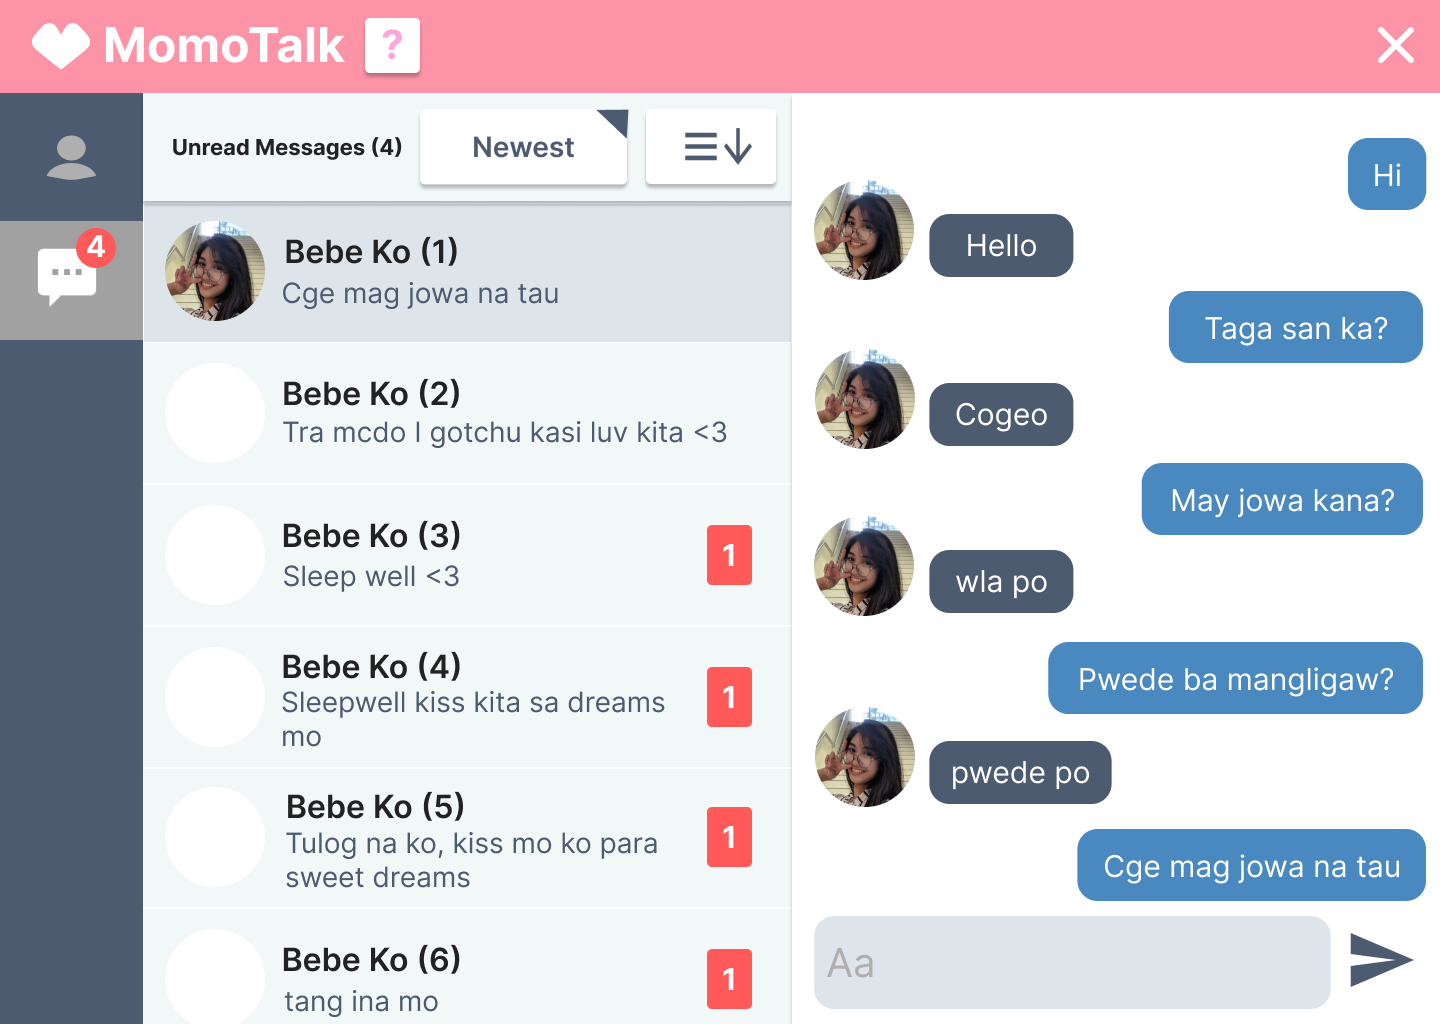 MomoTalk ?
4
Unread Messages (4)
Newest
Bebe Ko (1)
Cge mag jowa na tau
Bebe Ko (2)
Tra mcdo I gotchu kasi luv kita <3
Bebe Ko (3)
Sleep well <3
1
Bebe Ko (4)
Sleepwell kiss kita sa dreams
mo
1
Bebe Ko (5)
Tulog na ko, kiss mo ko para
sweet dreams
1
Bebe Ko (6)
tang ina mo
1
Hi
Hello
Taga san ka?
Cogeo
May jowa kana?
wla po
Pwede ba mangligaw?
pwede po
Cge mag jowa na tau
Aa